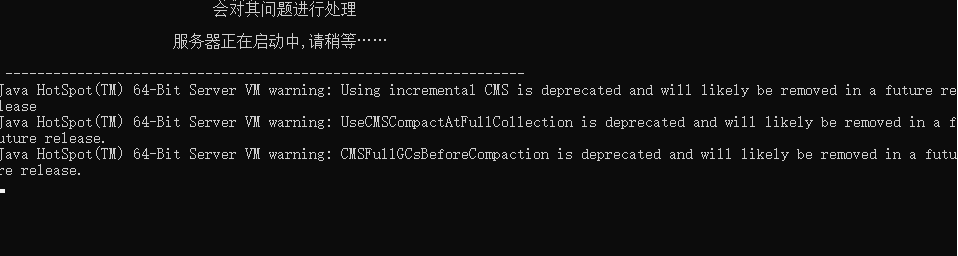 会对其问题进行处理
服务器正在启动中,请稍等……
-----------------------------------------------------------------
Java HotSpot(TM) 64-Bit Server VM warning: Using incremental CMS is deprecated and will likely be removed in a future re
lease
Java HotSpot(TM) 64-Bit Server VM warning: UseCMSCompactAtFullCollection is deprecated and will likely be removed in a f
uture release.
Java HotSpot(TM) 64-Bit Server VM warning: CMSFullGCsBeforeCompaction is deprecated and will likely be removed in a futu
re release.